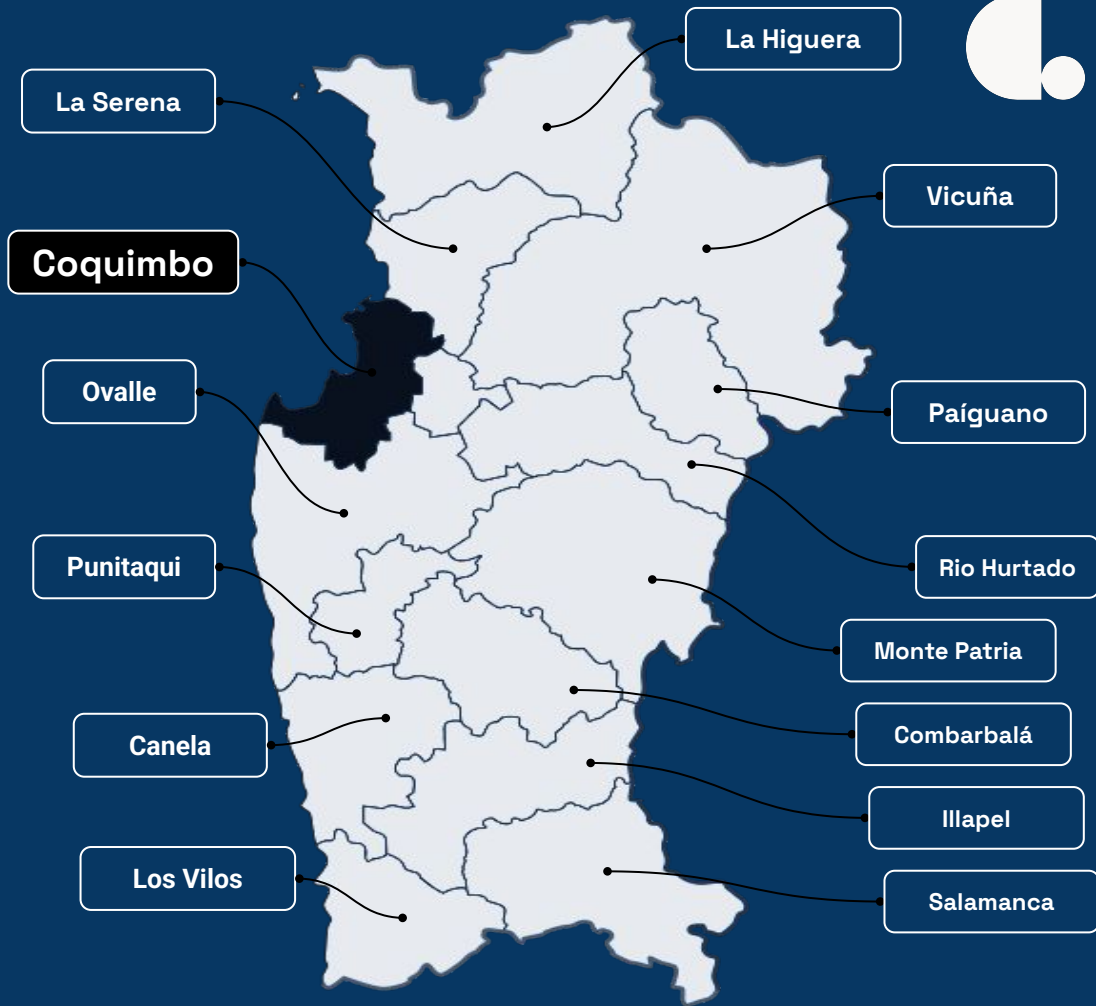 La Higuera
La Serena
Vicuña
Coquimbo
Ovalle
Paíguano
Punitaqui
Rio Hurtado
Monte Patria
Canela
Combarbalá
Illapel
Los Vilos
Salamanca